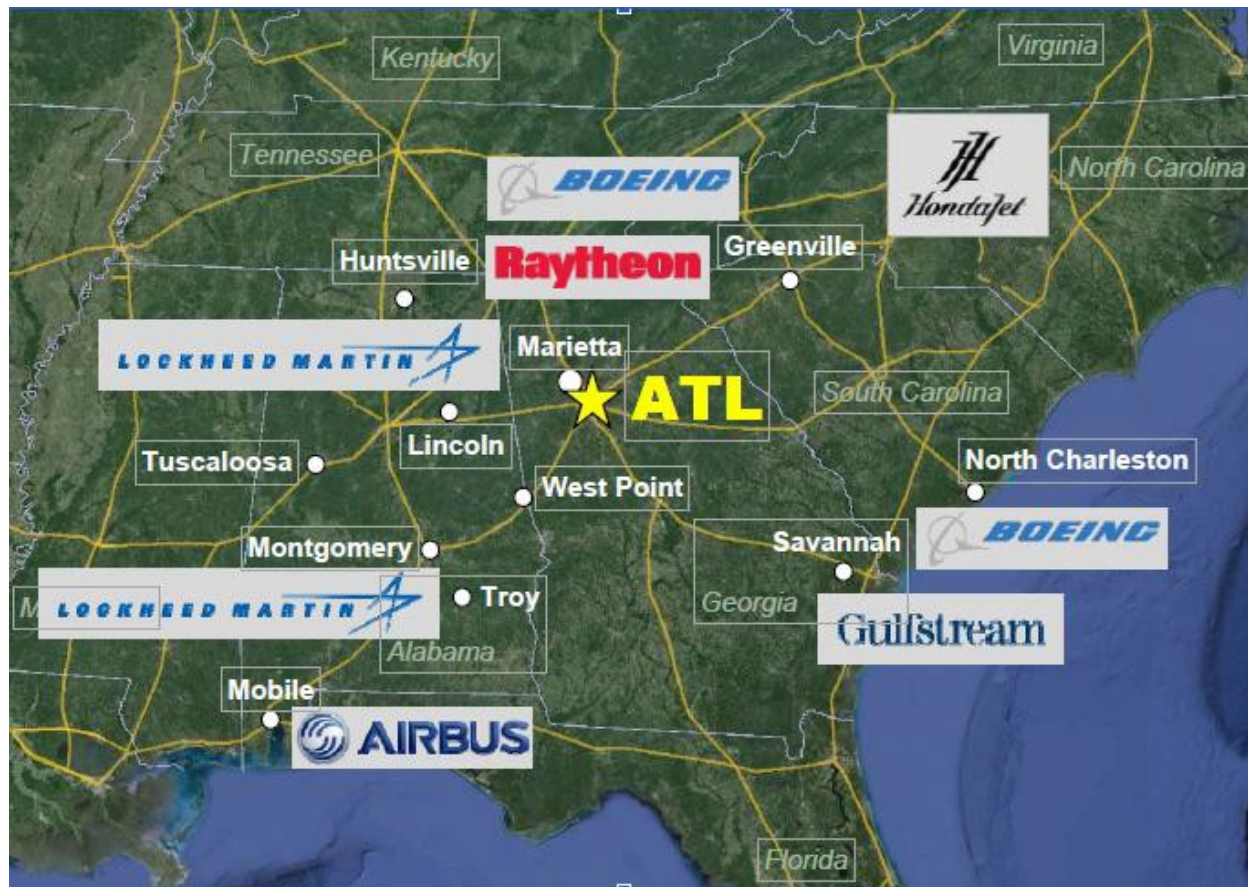 Kentucky
Virginia
Tennessee
BOEING
HondaJet
North Carolina
Huntsville
Raytheon
Greenville
LOCKHEED MARTIN
Marietta
ATL
South Carolina
Lincoln
Tuscaloosa
West Point
North Charleston
Montgomery
Savannah
BOEING
M
LOCKHEED MARTIN
Troy
Georgia
Gulfstream
Alabama
Mobile
AIRBUS
Florida